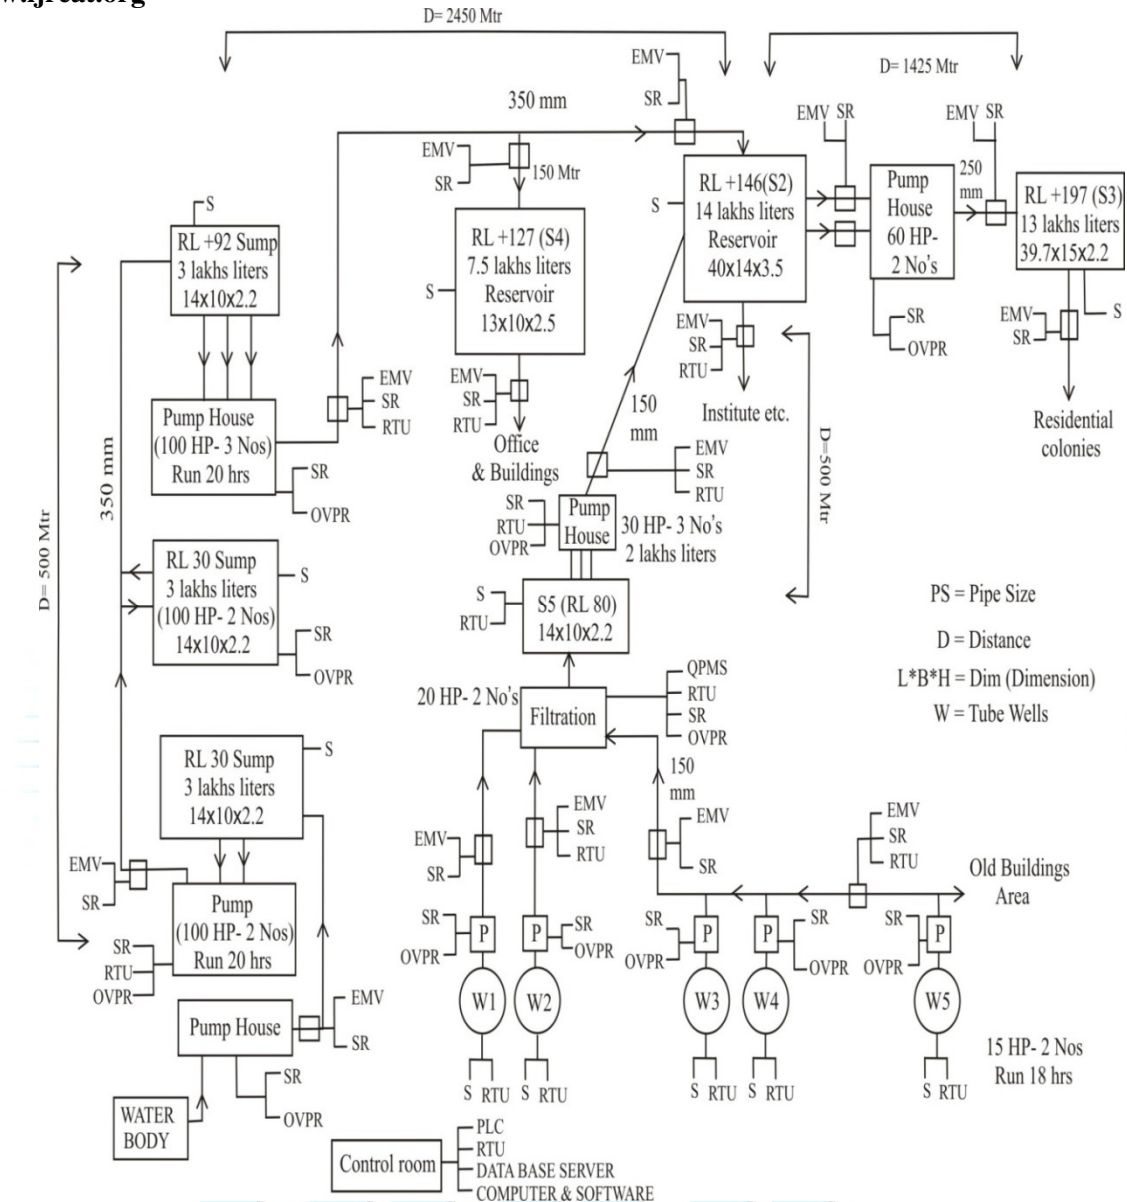 D= 2450 Mtr
EMV
SR
D= 1425 Mtr
350 mm
EMV SR
EMV SR
EMV
SR
150 Mtr
250
mm
S
RL +92 Sump
3 lakhs liters
14x10x2.2
RL +127 (S4)
7.5 lakhs liters
Reservoir
13x10x2.5
S
S
RL +146(S2)
14 lakhs liters
Reservoir
40x14x3.5
Pump
House
60 HP-
2 No's
RL +197 (S3)
13 lakhs liters
39.7x15x2.2
SR
OVPR
EMV
SR
S
Residential
colonies
EMV
SR
RTU
Institute etc.
EMV
SR
RTU
Office
& Buildings
Pump House
(100 HP- 3 Nos)
Run 20 hrs
EMV
SR
RTU
SR
OVPR
350 mm
D= 500 Mtr
150
mm
EMV
SR
RTU
D=500 Mtr
SR
RTU
OVPR
Pump
House
30 HP- 3 No's
2 lakhs liters
RL 30 Sump
3 lakhs liters
(100 HP- 2 Nos)
14x10x2.2
S
SR
OVPR
S
RTU
S5 (RL 80)
14x10x2.2
PS = Pipe Size
D = Distance
L*B*H = Dim (Dimension)
W = Tube Wells
20 HP- 2 No's
Filtration
QPMS
RTU
SR
OVPR
RL 30 Sump
3 lakhs liters
14x10x2.2
S
150
mm
EMV
SR
EMV
SR
RTU
EMV
SR
EMV
SR
RTU
Old Buildings
Area
EMV
SR
Pump
(100 HP- 2 Nos)
Run 20 hrs
SR
RTU
OVPR
SR
OVPR
P
P
SR
OVPR
SR
OVPR
P
P
SR
OVPR
SR
OVPR
P
W1
W2
W3
W4
W5
Pump House
EMV
SR
SR
OVPR
S RTU
S RTU
S RTU
S RTU
S RTU
15 HP- 2 Nos
Run 18 hrs
WATER
BODY
Control room
PLC
RTU
DATA BASE SERVER
COMPUTER & SOFTWARE